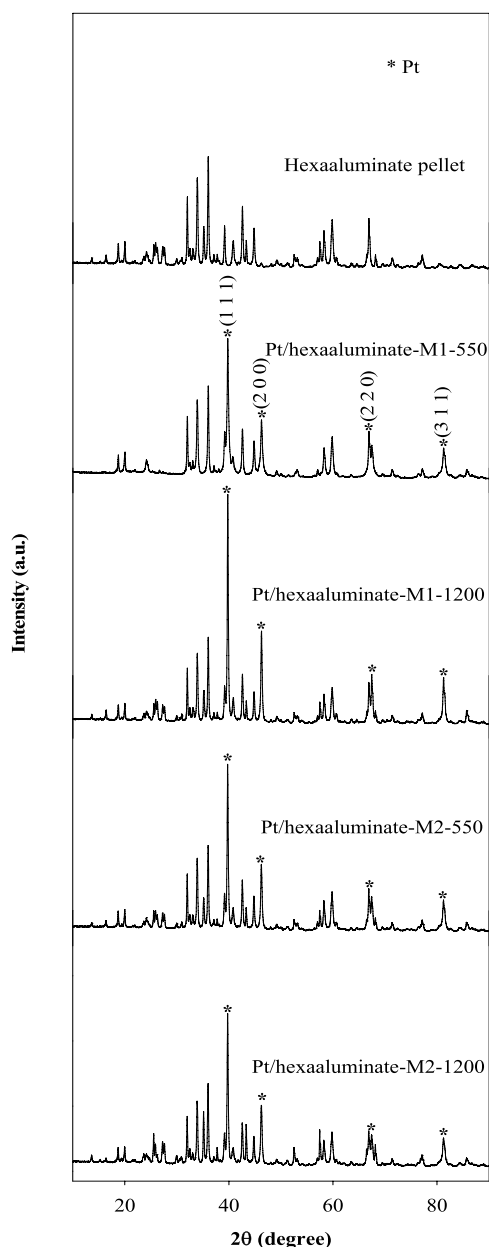 * Pt
Hexaaluminate pellet
*(1 1 1)
Pt/hexaaluminate-M1-550
*(2 0 0)
*(2 2 0)
*(3 1 1)
*
Pt/hexaaluminate-M1-1200
*
*
*
Intensity (a.u.)
*
Pt/hexaaluminate-M2-550
*
*
*
*
Pt/hexaaluminate-M2-1200
*
*
*
20
40
60
80
2θ (degree)